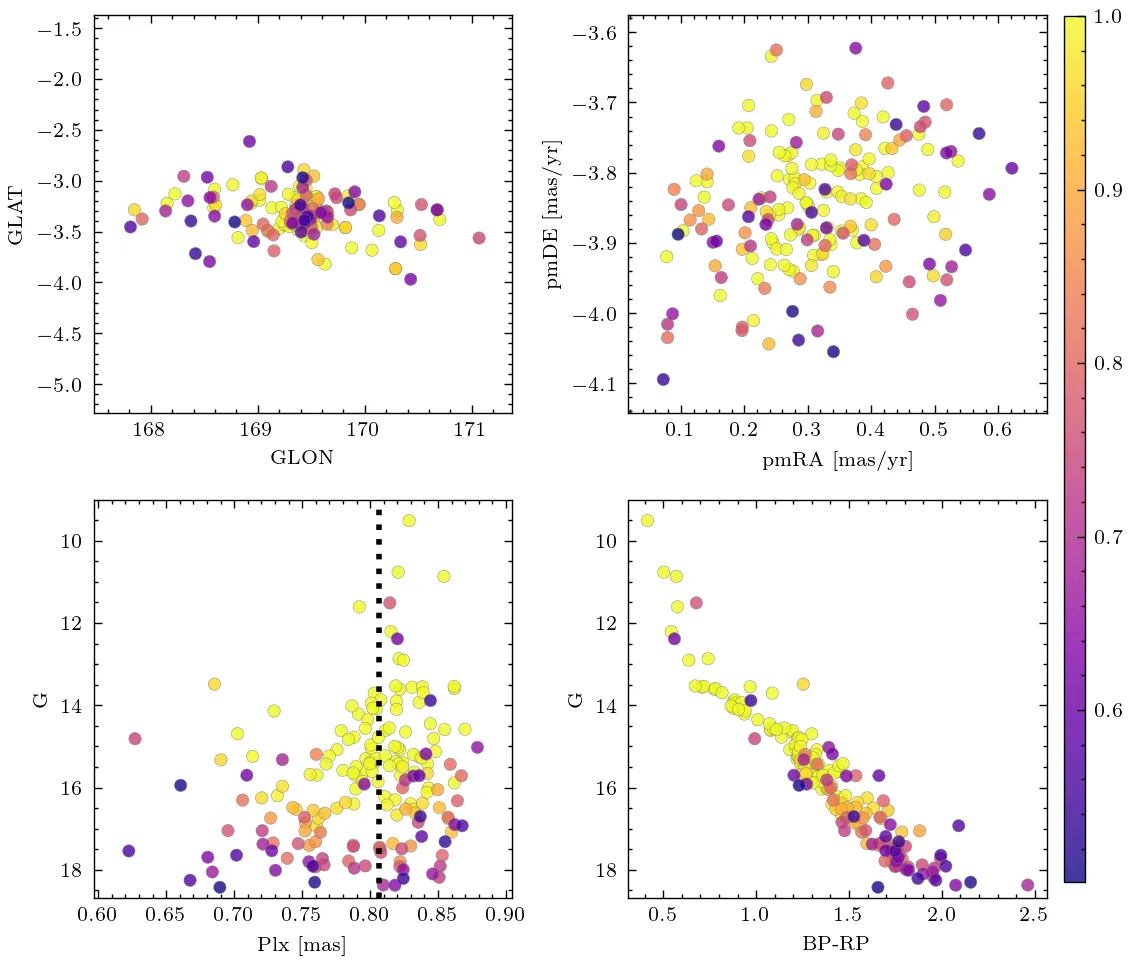 −1.5
−2.0
−2.5
−3.0
−3.5
−4.0
−4.5
−5.0
GLAT
168 169 170 171
GLON
−3.6
−3.7
−3.8
−3.9
−4.0
−4.1
pmDE [mas/yr]
0.1 0.2 0.3 0.4 0.5 0.6
pmRA [mas/yr]
1.0
0.9
0.8
0.7
0.6
10
12
14
16
18
G
0.60 0.65 0.70 0.75 0.80 0.85 0.90
Plx [mas]
10
12
14
16
18
G
0.5 1.0 1.5 2.0 2.5
BP-RP